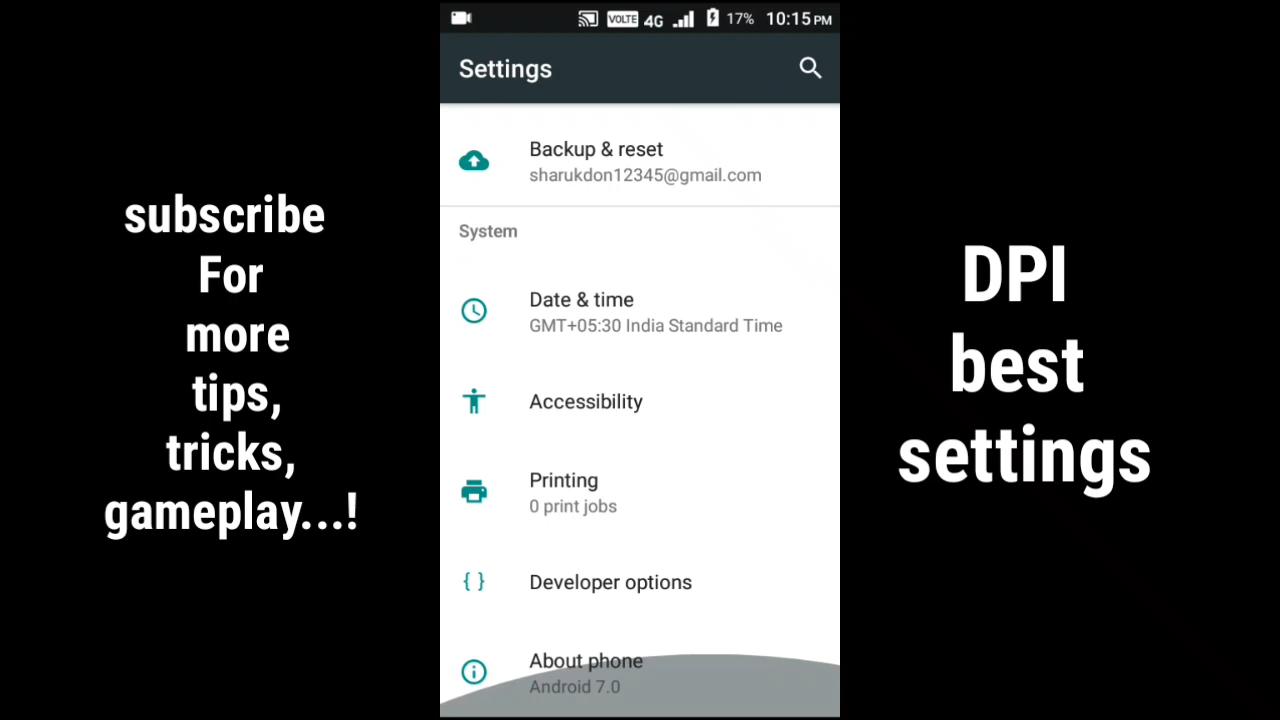 subscribe
For
more
tips,
tricks,
gameplay...!
VOLTE 4G 17% 10:15 PM
Settings
Backup & reset
sharukdon12345@gmail.com
System
Date & time
GMT+05:30 India Standard Time
Accessibility
Printing
0 print jobs
{ } Developer options
About phone
Android 7.0
DPI
best
settings